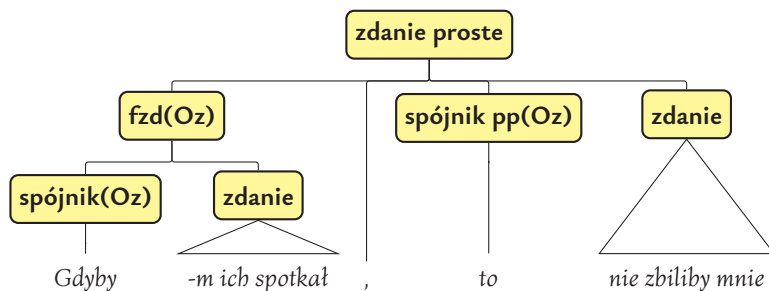 zdanie proste
fzd(Oz) spójnik pp(Oz) zdanie
spójnik(Oz) zdanie
Gdyby -m ich spotkał , to nie zbiliby mnie